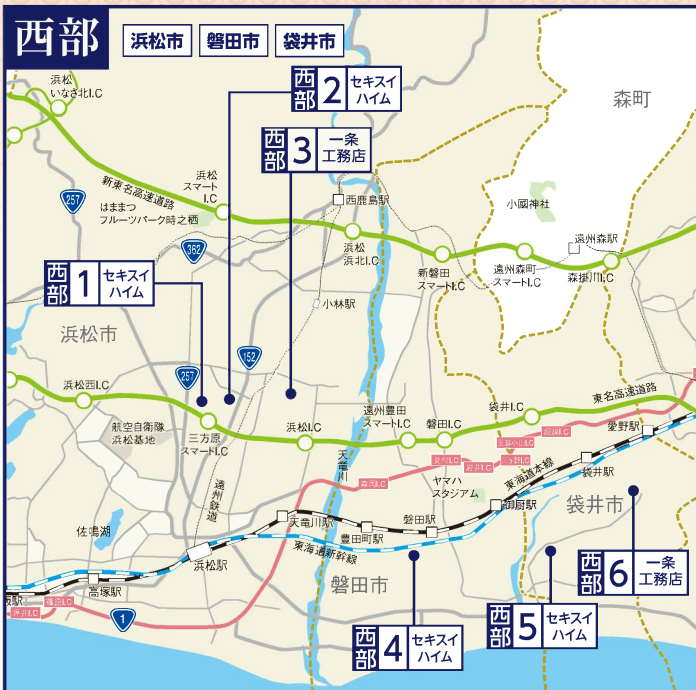 西部
浜松市
磐田市
袋井市
浜松
いなさ北I.C
西部
2
セキスイ
ハイム
森町
西部
3
一条
工務店
新東名高速道路
浜松
スマート
I.C
257
はままつ
フルーツパーク時之栖
西鹿島駅
小國神社
362
浜松
浜北I.C
新磐田
スマートI.C
遠州森駅
遠州森町
スマートI.C
森掛川I.C
西部
1
セキスイ
ハイム
小林駅
浜松市
152
257
浜松西I.C
東名高速道路
航空自衛隊
浜松基地
三方原
スマートI.C
浜松I.C
遠州豊田
スマートI.C
磐田I.C
袋井I.C
愛野駅
天竜川
ヤマハ
スタジアム
東海道本線
袋井駅
遠州鉄道
御厨駅
袋井市
佐鳴湖
天竜川駅
豊田町駅
磐田駅
浜松駅
東海道新幹線
磐田市
高塚駅
篠原I.C
1
西部
4
セキスイ
ハイム
西部
5
セキスイ
ハイム
西部
6
一条
工務店